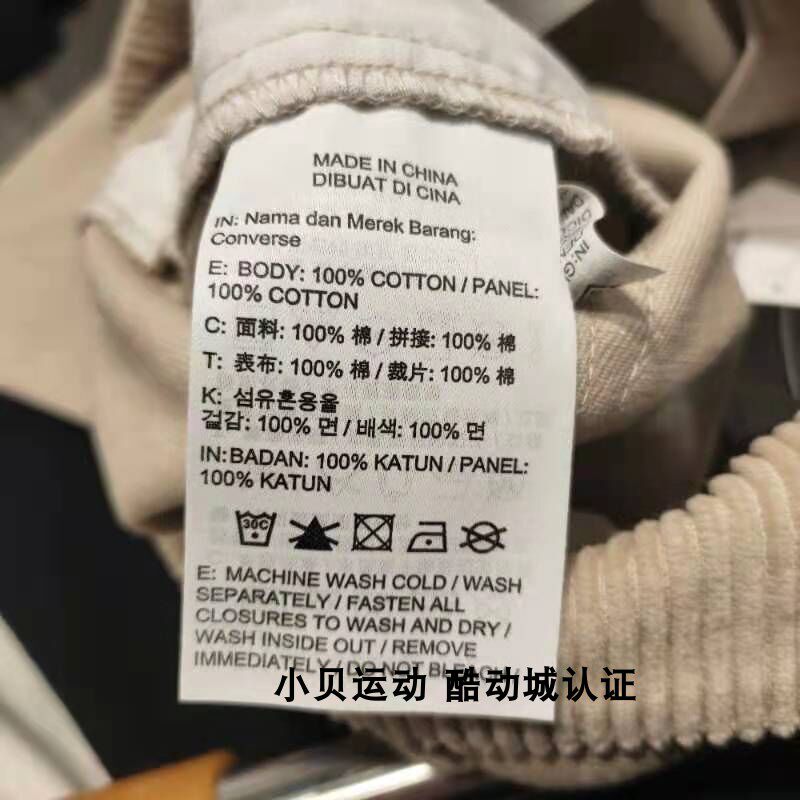 MADE IN CHINA
DIBUAT DI CINA
IN: Nama dan Merek Barang:
Converse
E: BODY: 100% COTTON / PANEL:
100% COTTON
C: 面料: 100% 棉 / 拼接: 100% 棉
T: 表布: 100% 棉 / 裁片: 100% 棉
K: 섬유혼용율
겉감: 100% 면 / 배색: 100% 면
IN:BADAN: 100% KATUN / PANEL:
100% KATUN
30C
E: MACHINE WASH COLD / WASH
SEPARATELY / FASTEN ALL
CLOSURES TO WASH AND DRY /
WASH INSIDE OUT / REMOVE
IMMEDIATELY / DO NOT BLEACH
小贝运动 酷动城认证